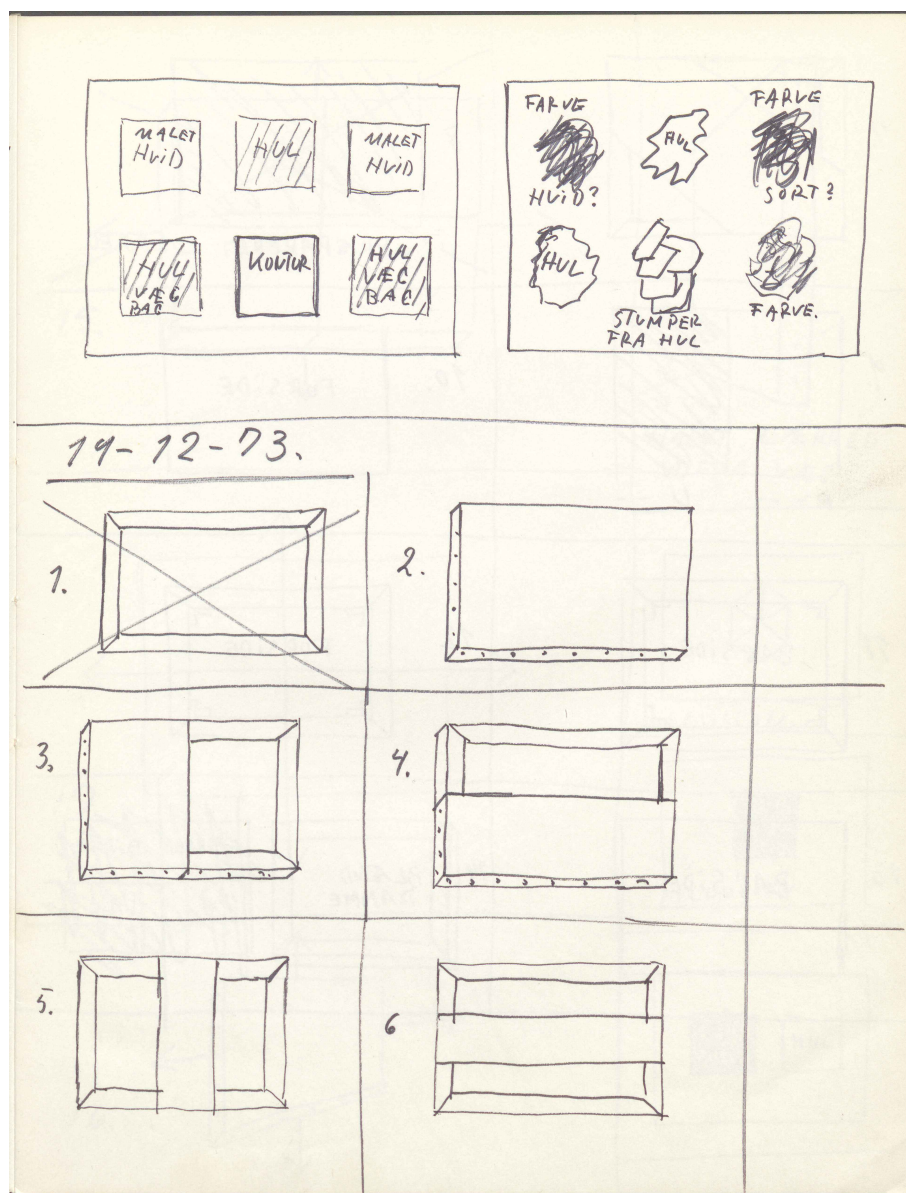 MALET
HViD
HUL
MALET
HViD
HUL
VÆG
BAG
KONTUR
HUL
VÆG
BAG
FARVE
HViD?
HUL
FARVE
SORT?
HUL
STUMPER
FRA HUL
FARVE.
19-12-73.
1.
2.
3.
4.
5.
6